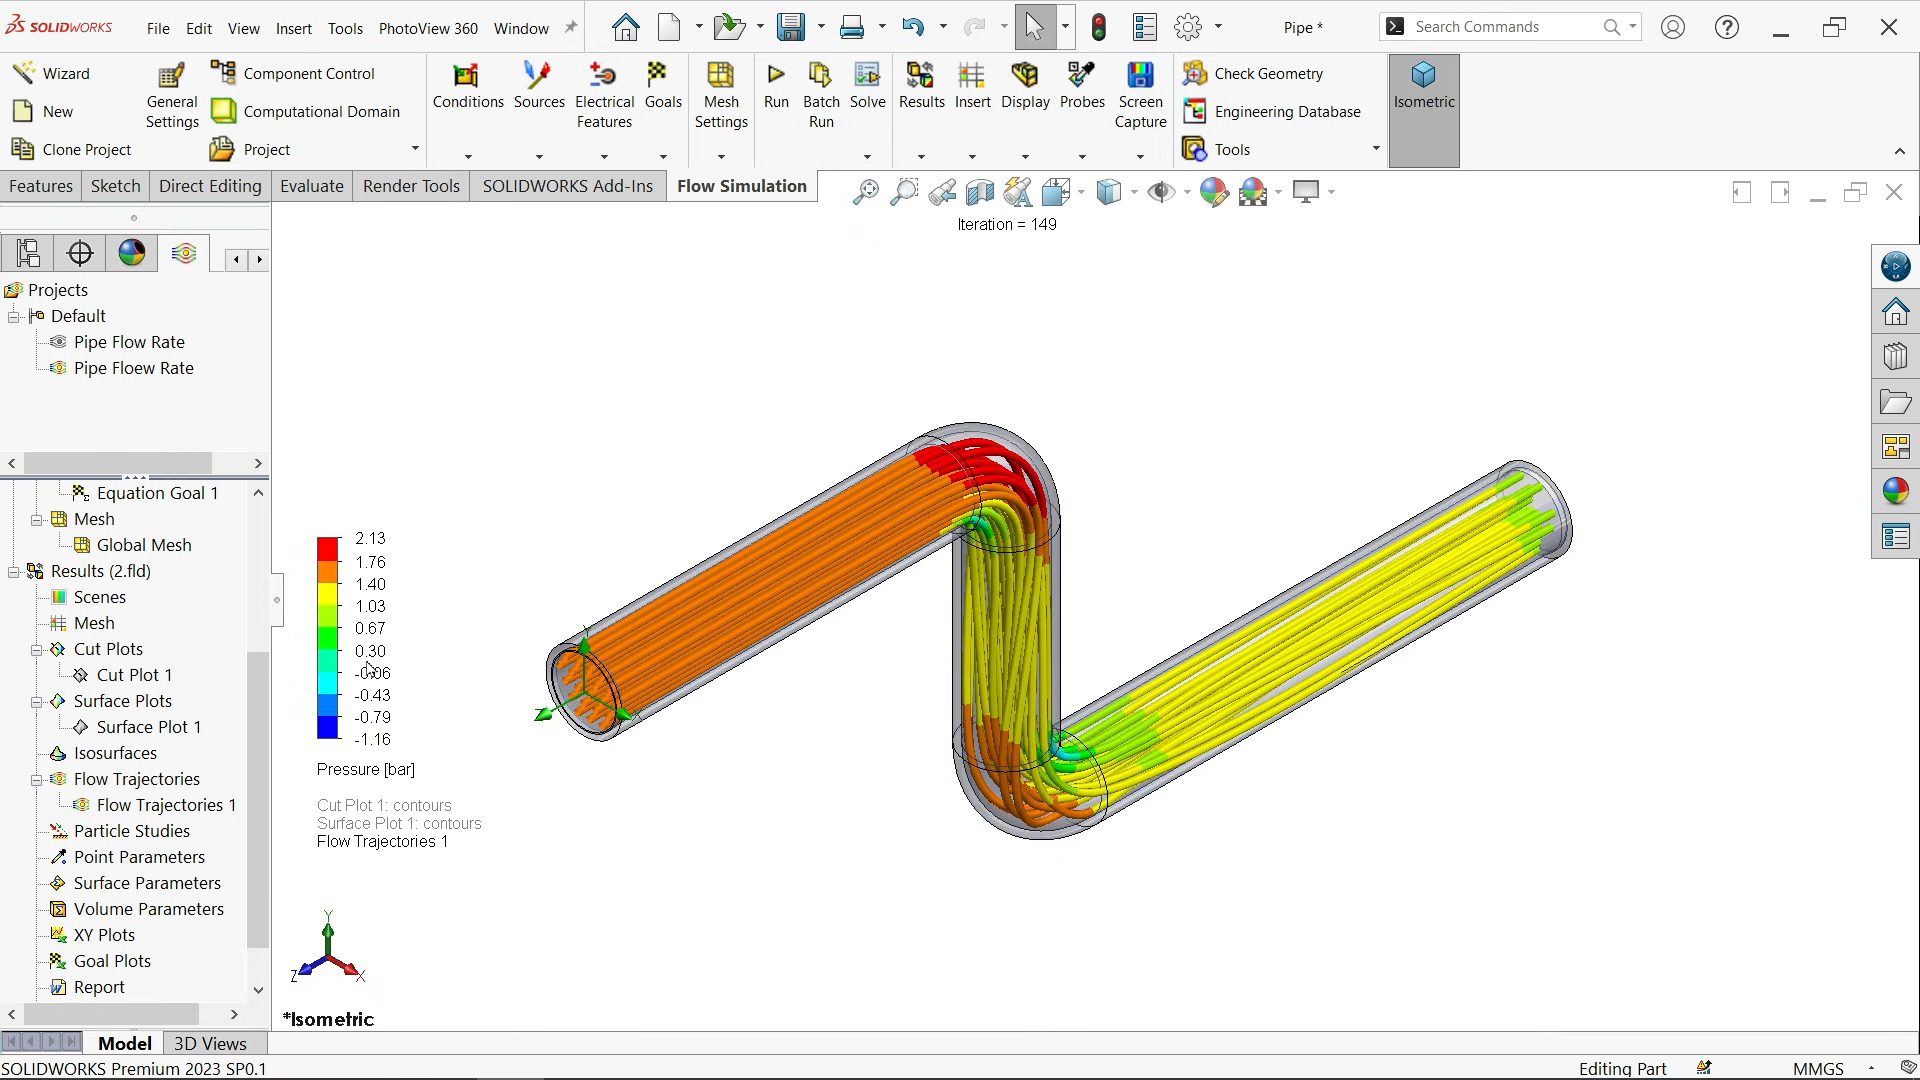 SOLIDWORKS
File Edit View Insert Tools PhotoView 360 Window
Pipe *
Search Commands
Wizard
New
Clone Project
General Settings
Component Control
Computational Domain
Project
Conditions
Sources
Electrical Features
Goals
Mesh Settings
Run
Batch Run
Solve
Results
Insert
Display
Probes
Screen Capture
Check Geometry
Engineering Database
Tools
Isometric
Features Sketch Direct Editing Evaluate Render Tools SOLIDWORKS Add-Ins Flow Simulation
Iteration = 149
Projects
Default
Pipe Flow Rate
Pipe Floew Rate
Equation Goal 1
Mesh
Global Mesh
Results (2.fld)
Scenes
Mesh
Cut Plots
Cut Plot 1
Surface Plots
Surface Plot 1
Isosurfaces
Flow Trajectories
Flow Trajectories 1
Particle Studies
Point Parameters
Surface Parameters
Volume Parameters
XY Plots
Goal Plots
Report
2.13
1.76
1.40
1.03
0.67
0.30
-0.06
-0.43
-0.79
-1.16
Pressure [bar]
Cut Plot 1: contours
Surface Plot 1: contours
Flow Trajectories 1
Y
Z X
*Isometric
Model 3D Views
SOLIDWORKS Premium 2023 SP0.1
Editing Part
MMGS